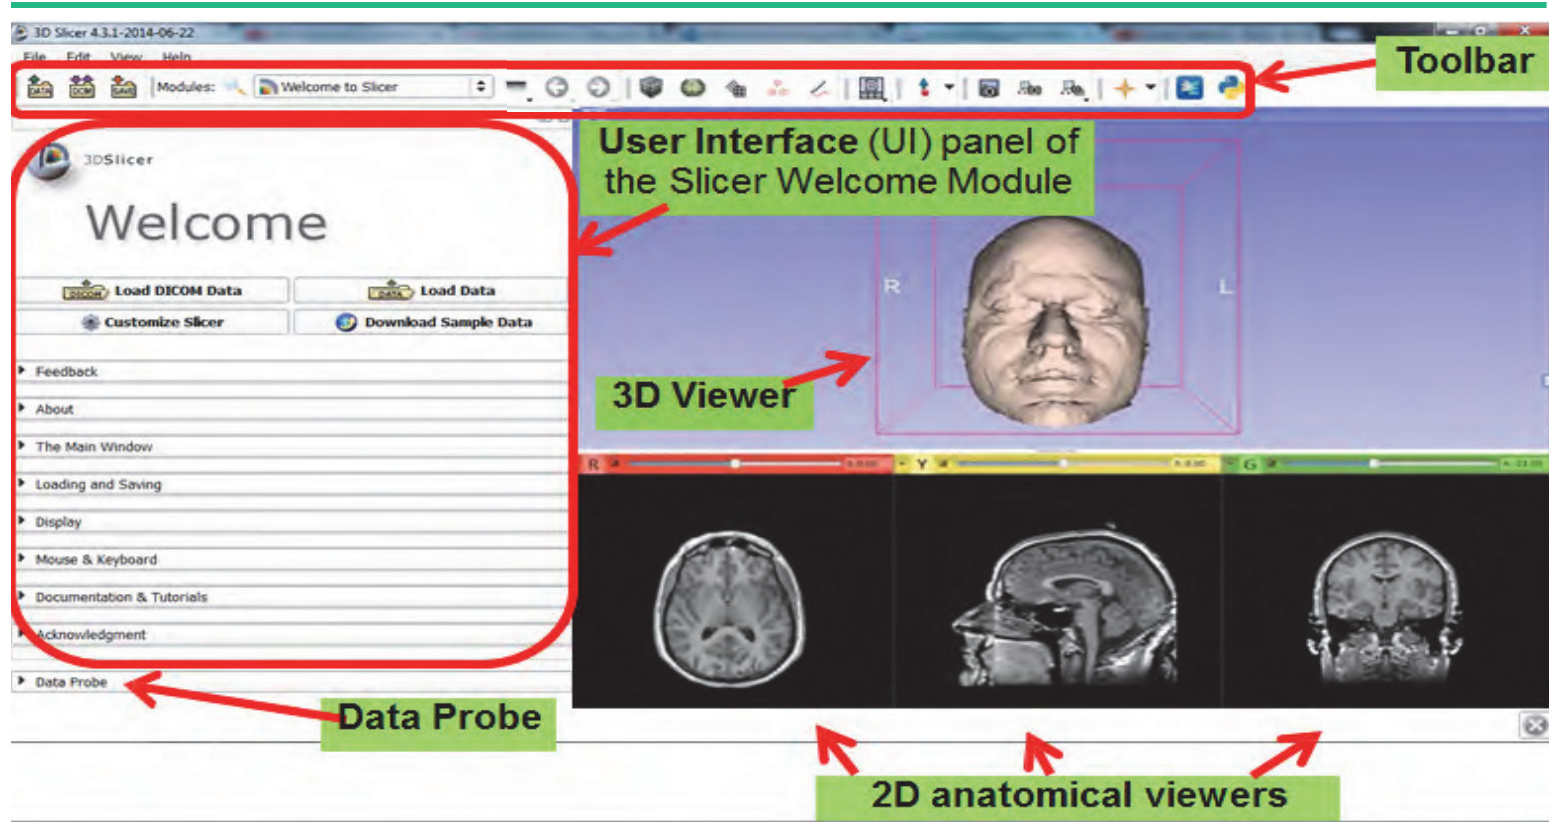 3D Slicer 4.3.1-2014-06-22
File Edit View Help
Toolbar
DATA DCM SAVE Modules: Welcome to Slicer
User Interface (UI) panel of
the Slicer Welcome Module
3DSlicer
Welcome
Load DICOM Data Load Data
Customize Slicer Download Sample Data
R L
3D Viewer
Feedback
About
The Main Window
Loading and Saving
Display
Mouse & Keyboard
Documentation & Tutorials
Acknowledgment
Data Probe
R Y G
Data Probe
2D anatomical viewers